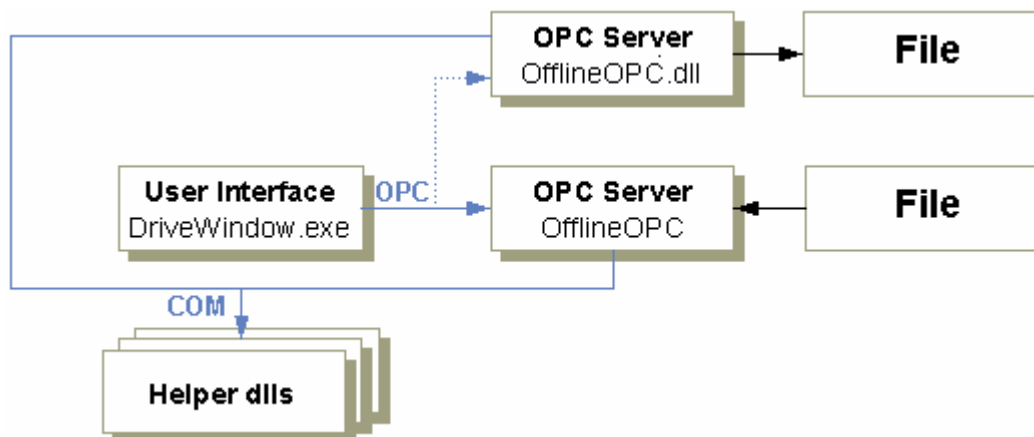 OPC Server
OfflineOPC.dll
File
User Interface
DriveWindow.exe
OPC
OPC Server
OfflineOPC
File
COM
Helper dlls